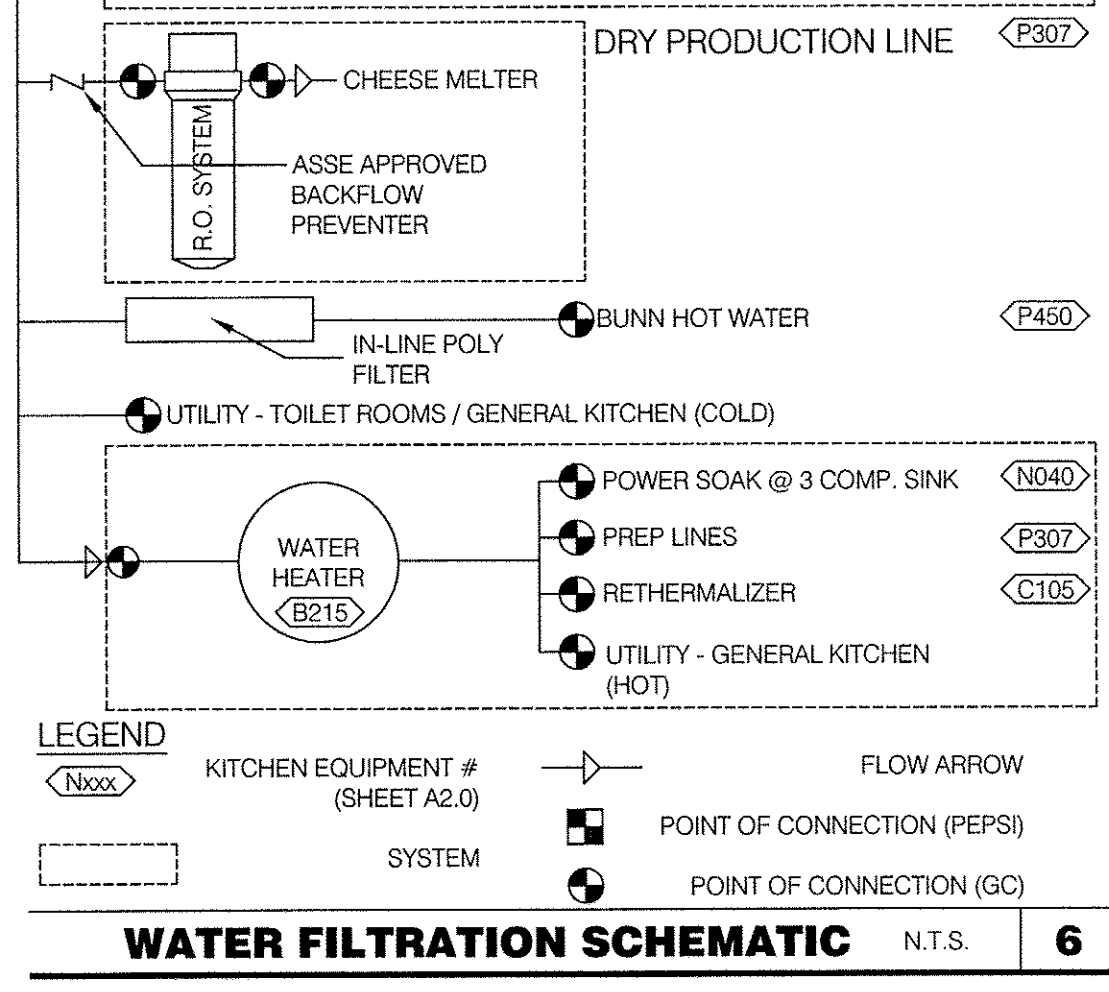 DRY PRODUCTION LINE
P307
CHEESE MELTER
R.O. SYSTEM
ASSE APPROVED
BACKFLOW
PREVENTER
BUNN HOT WATER
P450
IN-LINE POLY
FILTER
UTILITY - TOILET ROOMS / GENERAL KITCHEN (COLD)
POWER SOAK @ 3 COMP. SINK
N040
WATER
HEATER
B215
PREP LINES
P307
RETHERMALIZER
C105
UTILITY - GENERAL KITCHEN
(HOT)
LEGEND
Nxxx
KITCHEN EQUIPMENT #
(SHEET A2.0)
FLOW ARROW
POINT OF CONNECTION (PEPSI)
SYSTEM
POINT OF CONNECTION (GC)
WATER FILTRATION SCHEMATIC N.T.S. 6